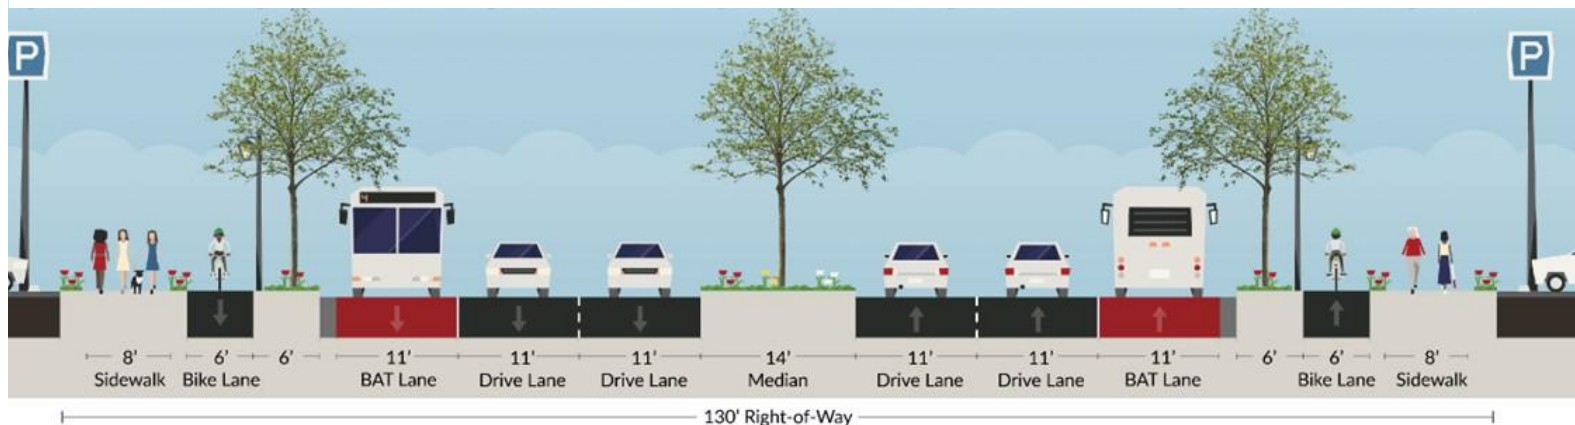 P
P
4
8' 6' 6' 11' 11' 11' 14' 11' 11' 11' 6' 6' 8'
Sidewalk Bike Lane BAT Lane Drive Lane Drive Lane Median Drive Lane Drive Lane BAT Lane Bike Lane Sidewalk
130' Right-of-Way